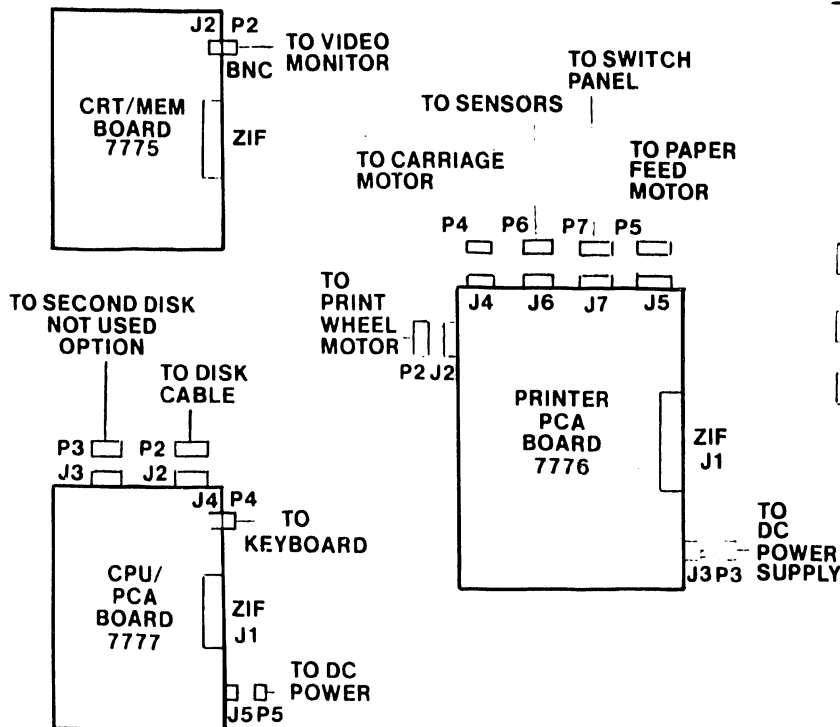 J2 P2
TO VIDEO
MONITOR
BNC
CRT/MEM
BOARD
7775
ZIF
TO SWITCH
PANEL
TO SENSORS
TO CARRIAGE
MOTOR
TO PAPER
FEED
MOTOR
P4 P6 P7 P5
J4 J6 J7 J5
TO
PRINT
WHEEL
MOTOR
P2 J2
PRINTER
PCA
BOARD
7776
ZIF
J1
TO
DC
POWER
SUPPLY
J3 P3
TO SECOND DISK
NOT USED
OPTION
TO DISK
CABLE
P3 P2
J3 J2
J4 P4
TO
KEYBOARD
CPU/
PCA
BOARD
7777
ZIF
J1
TO DC
POWER
J5 P5